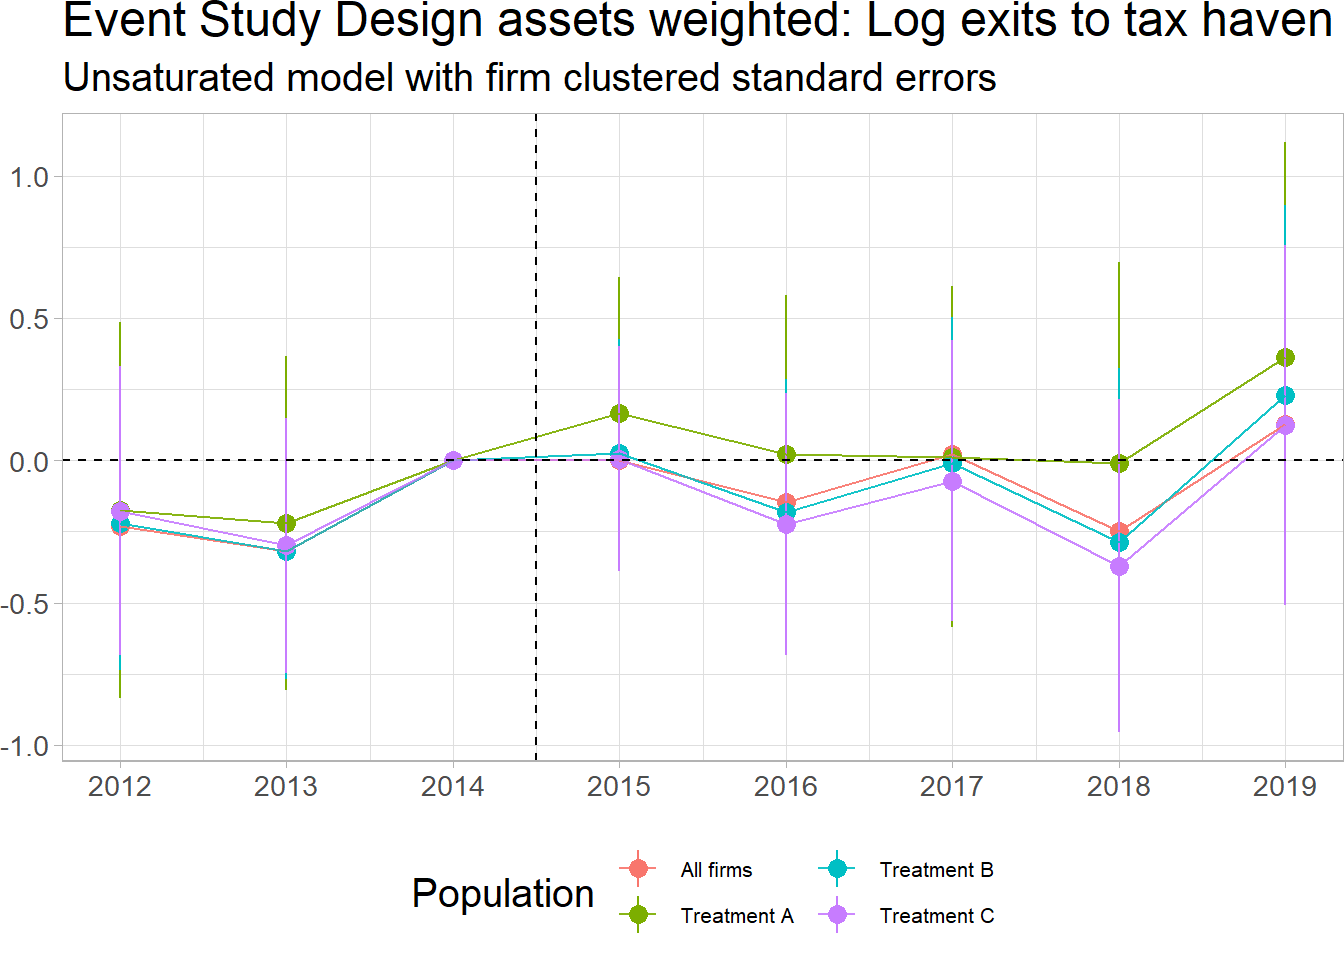 Event Study Design assets weighted: Log exits to tax haven
Unsaturated model with firm clustered standard errors
1.0
0.5
0.0
-0.5
-1.0
2012 2013 2014 2015 2016 2017 2018 2019
Population
All firms
Treatment A
Treatment B
Treatment C